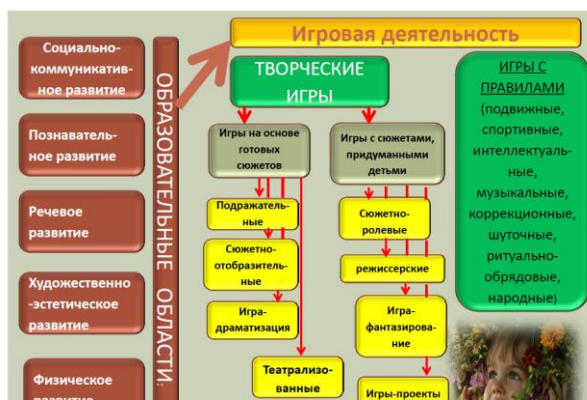 Игровая деятельность
Социально-
коммуникатив-
ное развитие
Познаватель-
ное развитие
Речевое
развитие
Художественно
-эстетическое
развитие
Физическое
развитие
ОБРАЗОВАТЕЛЬНЫЕ ОБЛАСТИ:
ТВОРЧЕСКИЕ
ИГРЫ
Игры на основе
готовых
сюжетов
Подражатель-
ные
Сюжетно-
отобразитель-
ные
Игра-
драматизация
Театрализо-
ванные
Игры с сюжетами,
придуманными
детьми
Сюжетно-
ролевые
режиссерские
Игра-
фантазирова-
ние
Игры-проекты
ИГРЫ С
ПРАВИЛАМИ
(подвижные,
спортивные,
интеллектуаль-
ные,
музыкальные,
коррекционные,
шуточные,
ритуально-
обрядовые,
народные)